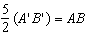 5/2 (A'B') = AB